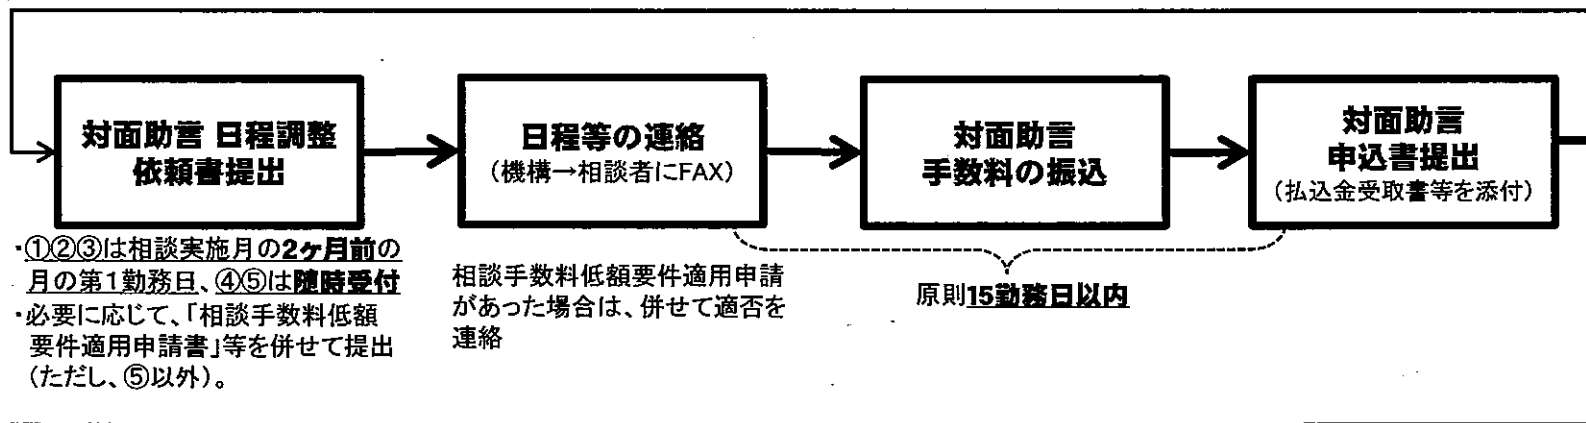 対面助言 日程調整
依頼書提出
日程等の連絡
(機構→相談者にFAX)
対面助言
手数料の振込
対面助言
申込書提出
(払込金受取書等を添付)
・①②③は相談実施月の2ヶ月前の
月の第1勤務日、④⑤は随時受付
・必要に応じて、「相談手数料低額
要件適用申請書」等を併せて提出
(ただし、⑤以外)。
相談手数料低額要件適用申請
があった場合は、併せて適否を
連絡
原則15勤務日以内